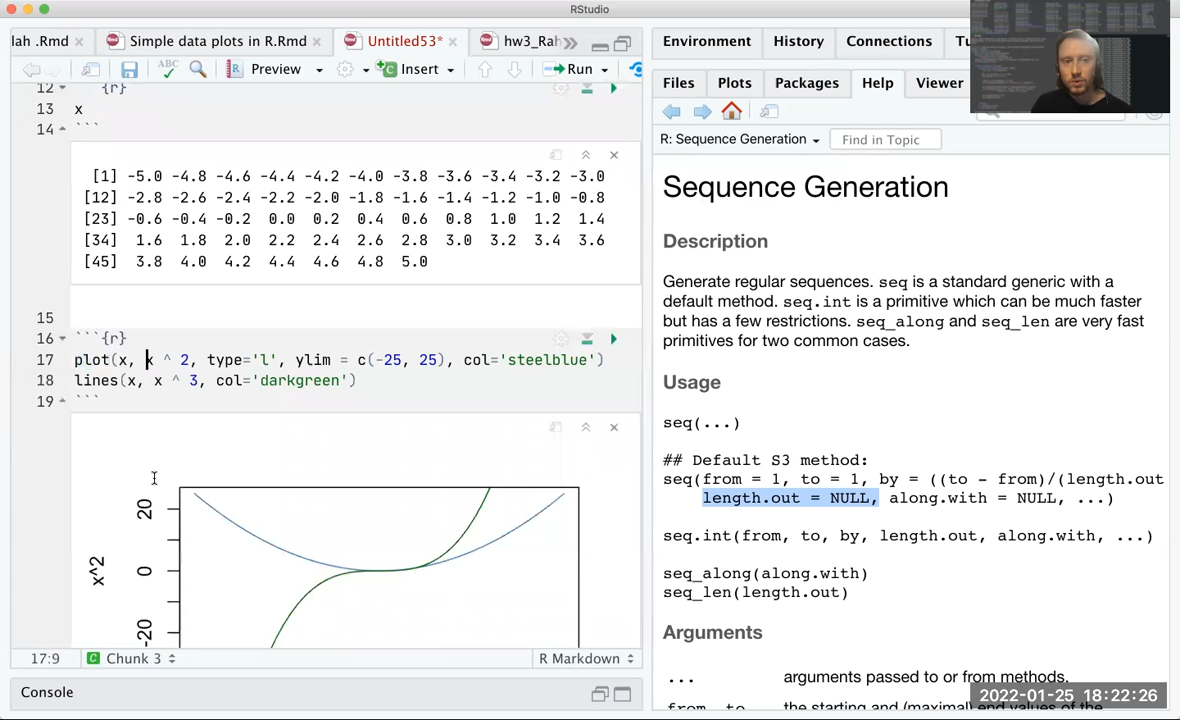 RStudio
lah .Rmd
Simple data plots in R.Rmd
Untitled53*
hw3_Rah
Preview
Insert
Run
12 {r}
13 x
14 ```
[1] -5.0 -4.8 -4.6 -4.4 -4.2 -4.0 -3.8 -3.6 -3.4 -3.2 -3.0
[12] -2.8 -2.6 -2.4 -2.2 -2.0 -1.8 -1.6 -1.4 -1.2 -1.0 -0.8
[23] -0.6 -0.4 -0.2 0.0 0.2 0.4 0.6 0.8 1.0 1.2 1.4
[34] 1.6 1.8 2.0 2.2 2.4 2.6 2.8 3.0 3.2 3.4 3.6
[45] 3.8 4.0 4.2 4.4 4.6 4.8 5.0
15
16 ```{r}
17 plot(x, x ^ 2, type='l', ylim = c(-25, 25), col='steelblue')
18 lines(x, x ^ 3, col='darkgreen')
19 ```
x^2
20
0
-20
17:9
Chunk 3
R Markdown
Console
Environment
History
Connections
Tu
Files
Plots
Packages
Help
Viewer
R: Sequence Generation
Find in Topic
Sequence Generation
Description
Generate regular sequences. seq is a standard generic with a
default method. seq.int is a primitive which can be much faster
but has a few restrictions. seq_along and seq_len are very fast
primitives for two common cases.
Usage
seq(...)
## Default S3 method:
seq(from = 1, to = 1, by = ((to - from)/(length.out
length.out = NULL, along.with = NULL, ...)
seq.int(from, to, by, length.out, along.with, ...)
seq_along(along.with)
seq_len(length.out)
Arguments
... arguments passed to or from methods.
from, to the starting and (maximal) end values of the
2022-01-25 18:22:26